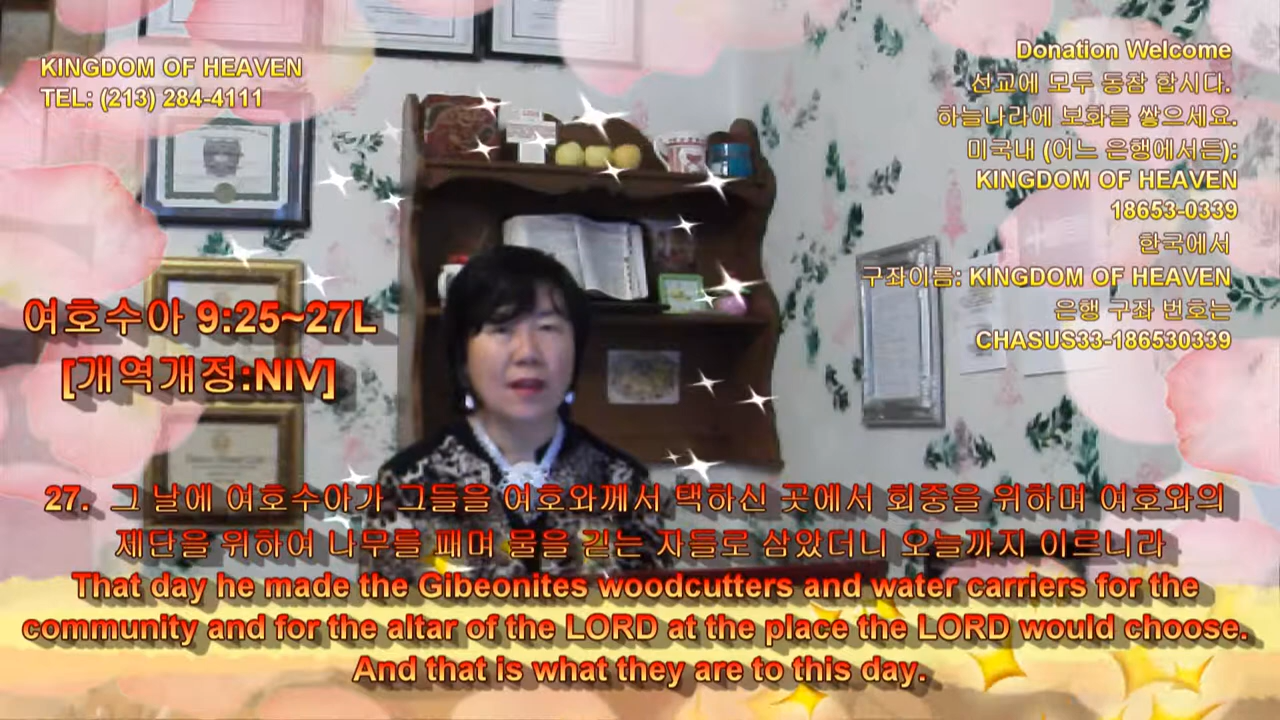 KINGDOM OF HEAVEN
TEL: (213) 284-4111
Donation Welcome
선교에 모두 동참 합시다.
하늘나라에 보화를 쌓으세요.
미국내 (어느 은행에서든):
KINGDOM OF HEAVEN
18653-0339
한국에서
구좌이름: KINGDOM OF HEAVEN
은행 구좌 번호는
CHASUS33-186530339
여호수아 9:25~27L
[개역개정:NIV]
27. 그 날에 여호수아가 그들을 여호와께서 택하신 곳에서 회중을 위하며 여호와의
제단을 위하여 나무를 패며 물을 긷는 자들로 삼았더니 오늘까지 이르니라
That day he made the Gibeonites woodcutters and water carriers for the
community and for the altar of the LORD at the place the LORD would choose.
And that is what they are to this day.